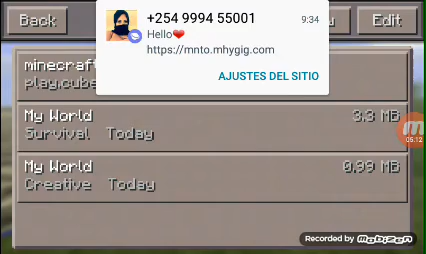 Back
Edit
+254 9994 55001
9:34
Hello❤
https://mnto.mhygig.com
AJUSTES DEL SITIO
minecraft
play.cube
My World
3.3 MB
Survival Today
My World
0.99 MB
Creative Today
05:12
Recorded by Mobizen